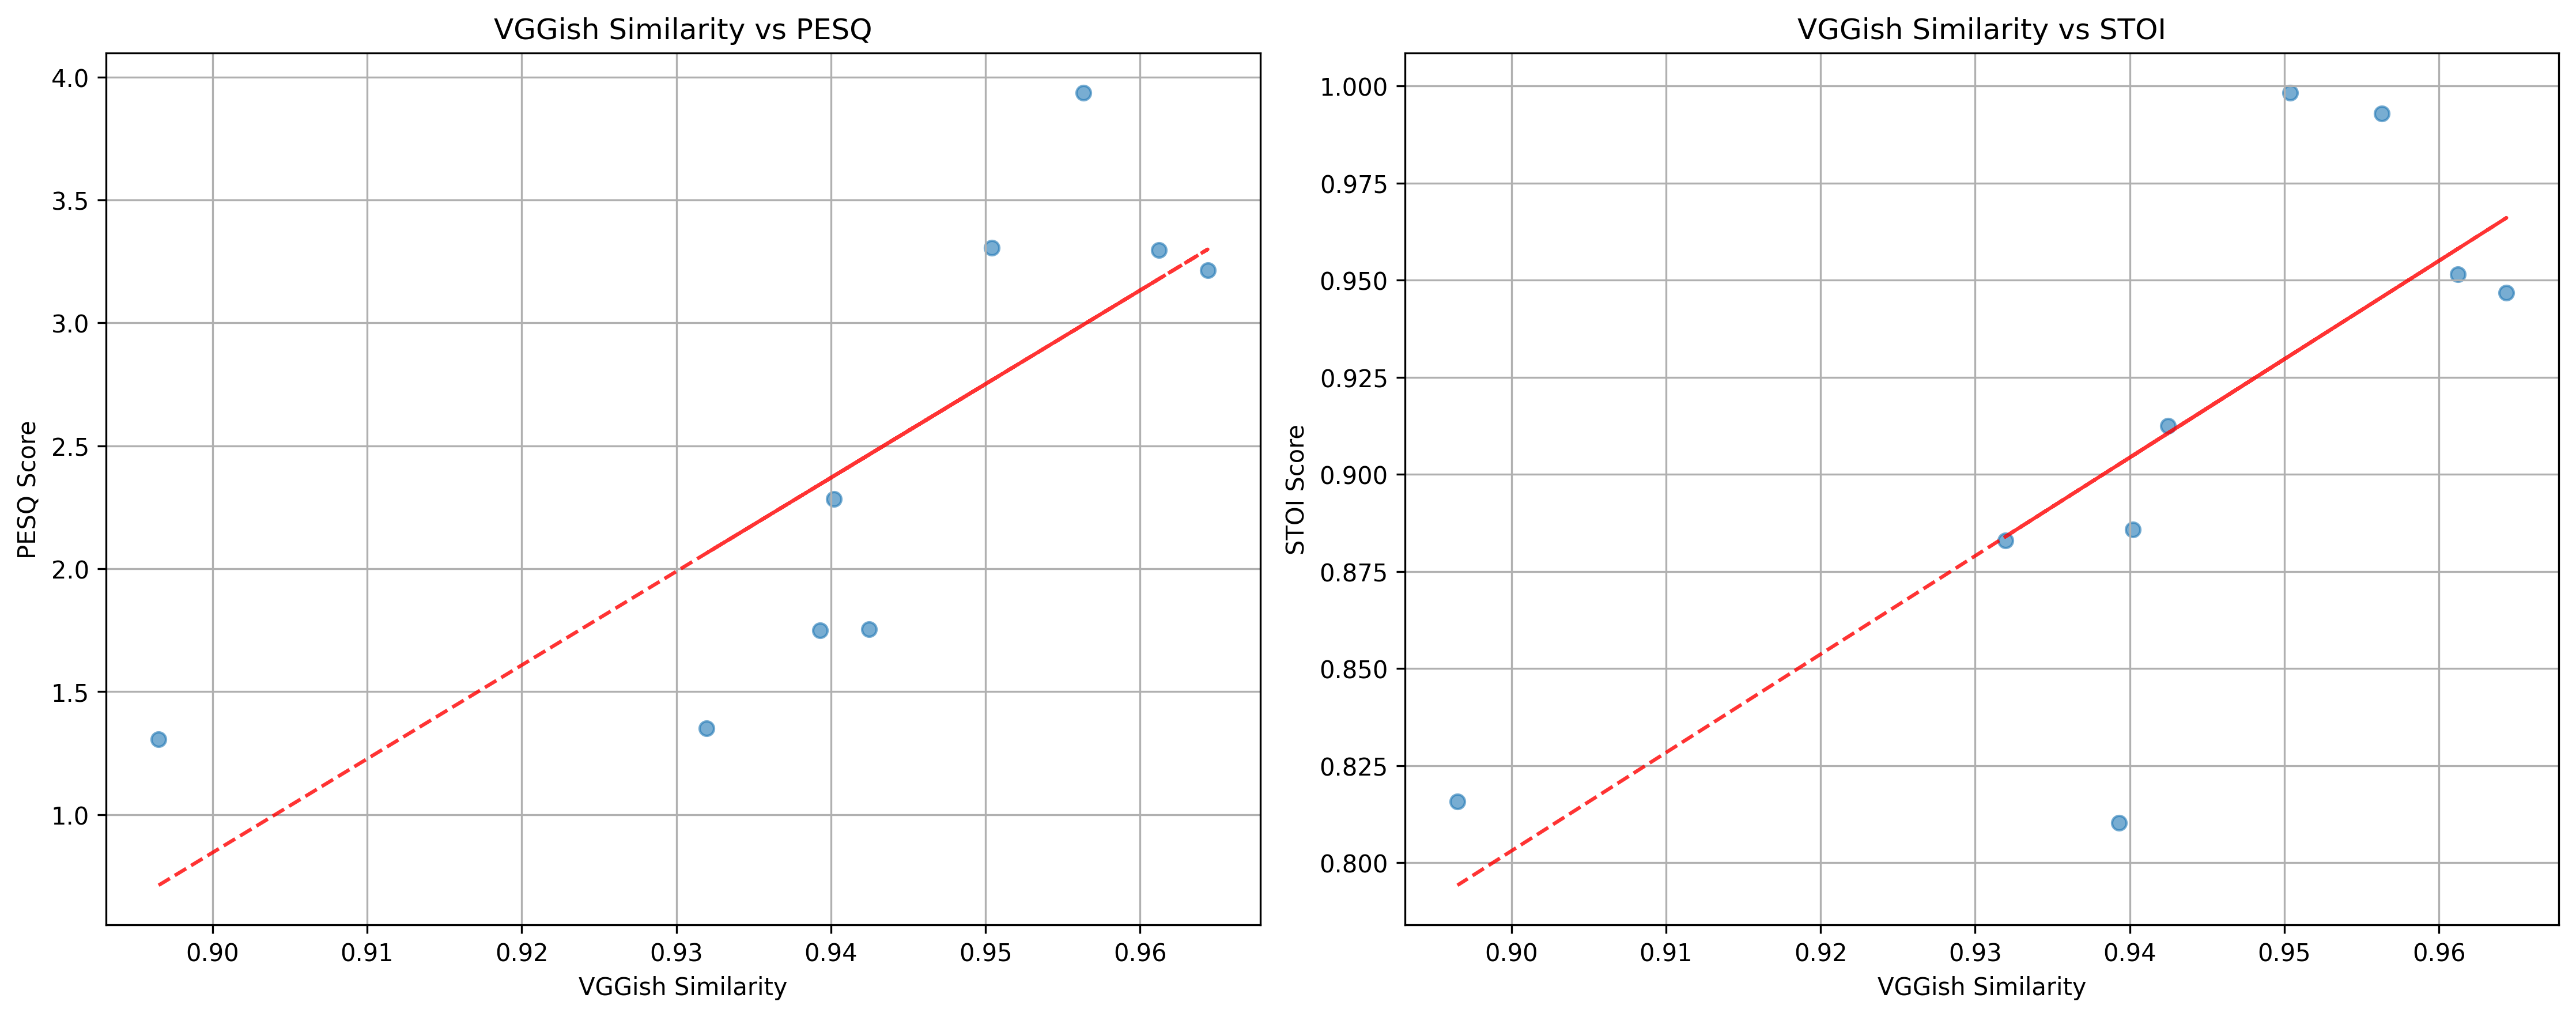 VGGish Similarity vs PESQ
4.0
3.5
3.0
2.5
2.0
1.5
1.0
PESQ Score
0.90 0.91 0.92 0.93 0.94 0.95 0.96
VGGish Similarity
VGGish Similarity vs STOI
1.000
0.975
0.950
0.925
0.900
0.875
0.850
0.825
0.800
STOI Score
0.90 0.91 0.92 0.93 0.94 0.95 0.96
VGGish Similarity